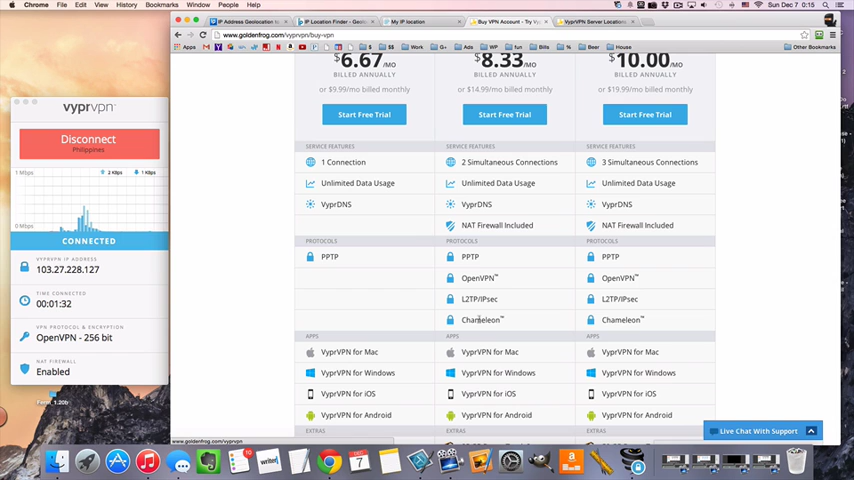 Chrome File Edit View History Bookmarks Window People Help
Sun Dec 7 0:15
IP Address Geolocation to
IP Location Finder - Geolo
My IP location
Buy VPN Account - Try Vy
VyprVPN Server Locations
www.goldenfrog.com/vyprvpn/buy-vpn
Apps
$ $$ Work G+ Ads WP fun Biz % Beer House Other Bookmarks
vyprvpn
Disconnect
Philippines
1 Mbps 2 KBps 1 KBps
0 Mbps
CONNECTED
VYPRVPN IP ADDRESS
103.27.228.127
TIME CONNECTED
00:01:32
VPN PROTOCOL & ENCRYPTION
OpenVPN - 256 bit
NAT FIREWALL
Enabled
$6.67/MO $8.33/MO $10.00/MO
BILLED ANNUALLY BILLED ANNUALLY BILLED ANNUALLY
or $9.99/mo billed monthly or $14.99/mo billed monthly or $19.99/mo billed monthly
Start Free Trial Start Free Trial Start Free Trial
SERVICE FEATURES SERVICE FEATURES SERVICE FEATURES
1 Connection 2 Simultaneous Connections 3 Simultaneous Connections
Unlimited Data Usage Unlimited Data Usage Unlimited Data Usage
VyprDNS VyprDNS VyprDNS
NAT Firewall Included NAT Firewall Included
PROTOCOLS PROTOCOLS PROTOCOLS
PPTP PPTP PPTP
OpenVPN™ OpenVPN™
L2TP/IPsec L2TP/IPsec
Chameleon™ Chameleon™
APPS APPS APPS
VyprVPN for Mac VyprVPN for Mac VyprVPN for Mac
VyprVPN for Windows VyprVPN for Windows VyprVPN for Windows
VyprVPN for iOS VyprVPN for iOS VyprVPN for iOS
VyprVPN for Android VyprVPN for Android VyprVPN for Android
EXTRAS EXTRAS EXTRAS
Live Chat With Support
www.goldenfrog.com/vyprvpn
Farm_1.20b
10
writer
DEC
7